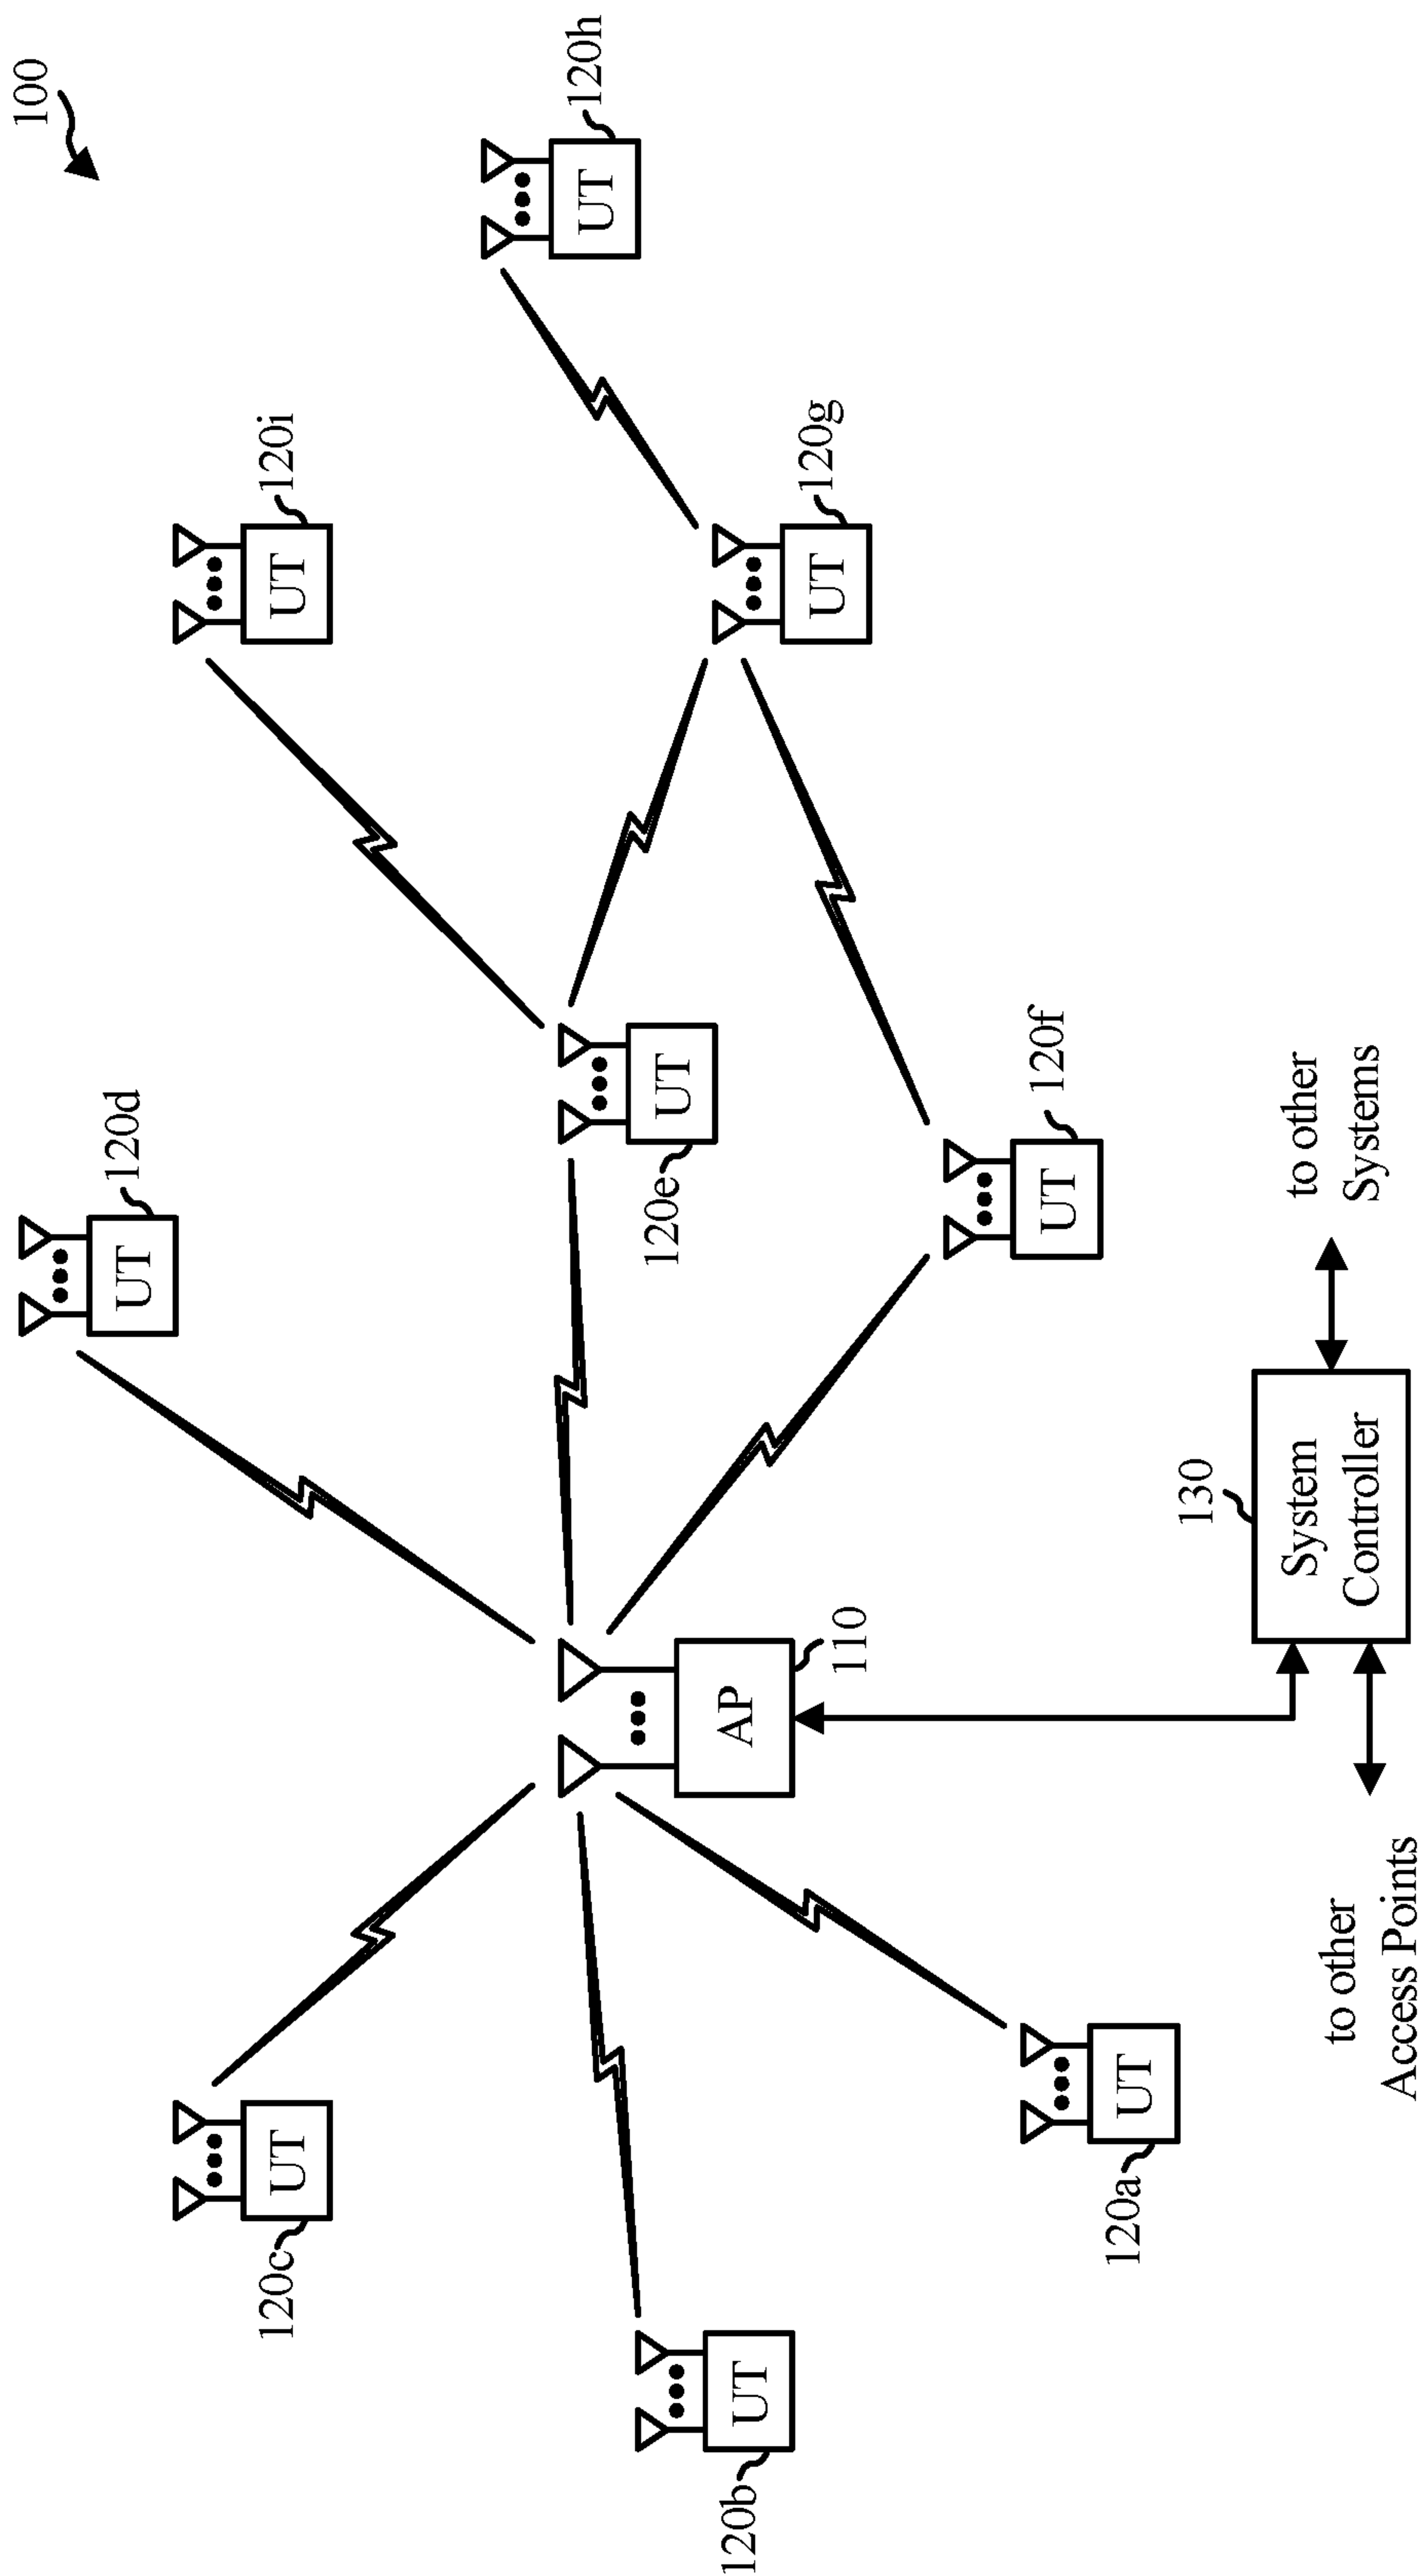 100
120d
UT
120i
UT
120c
UT
120h
UT
120e
UT
120b
UT
AP
110
120g
UT
120f
UT
120a
UT
130
System
Controller
to other
Systems
to other
Access Points